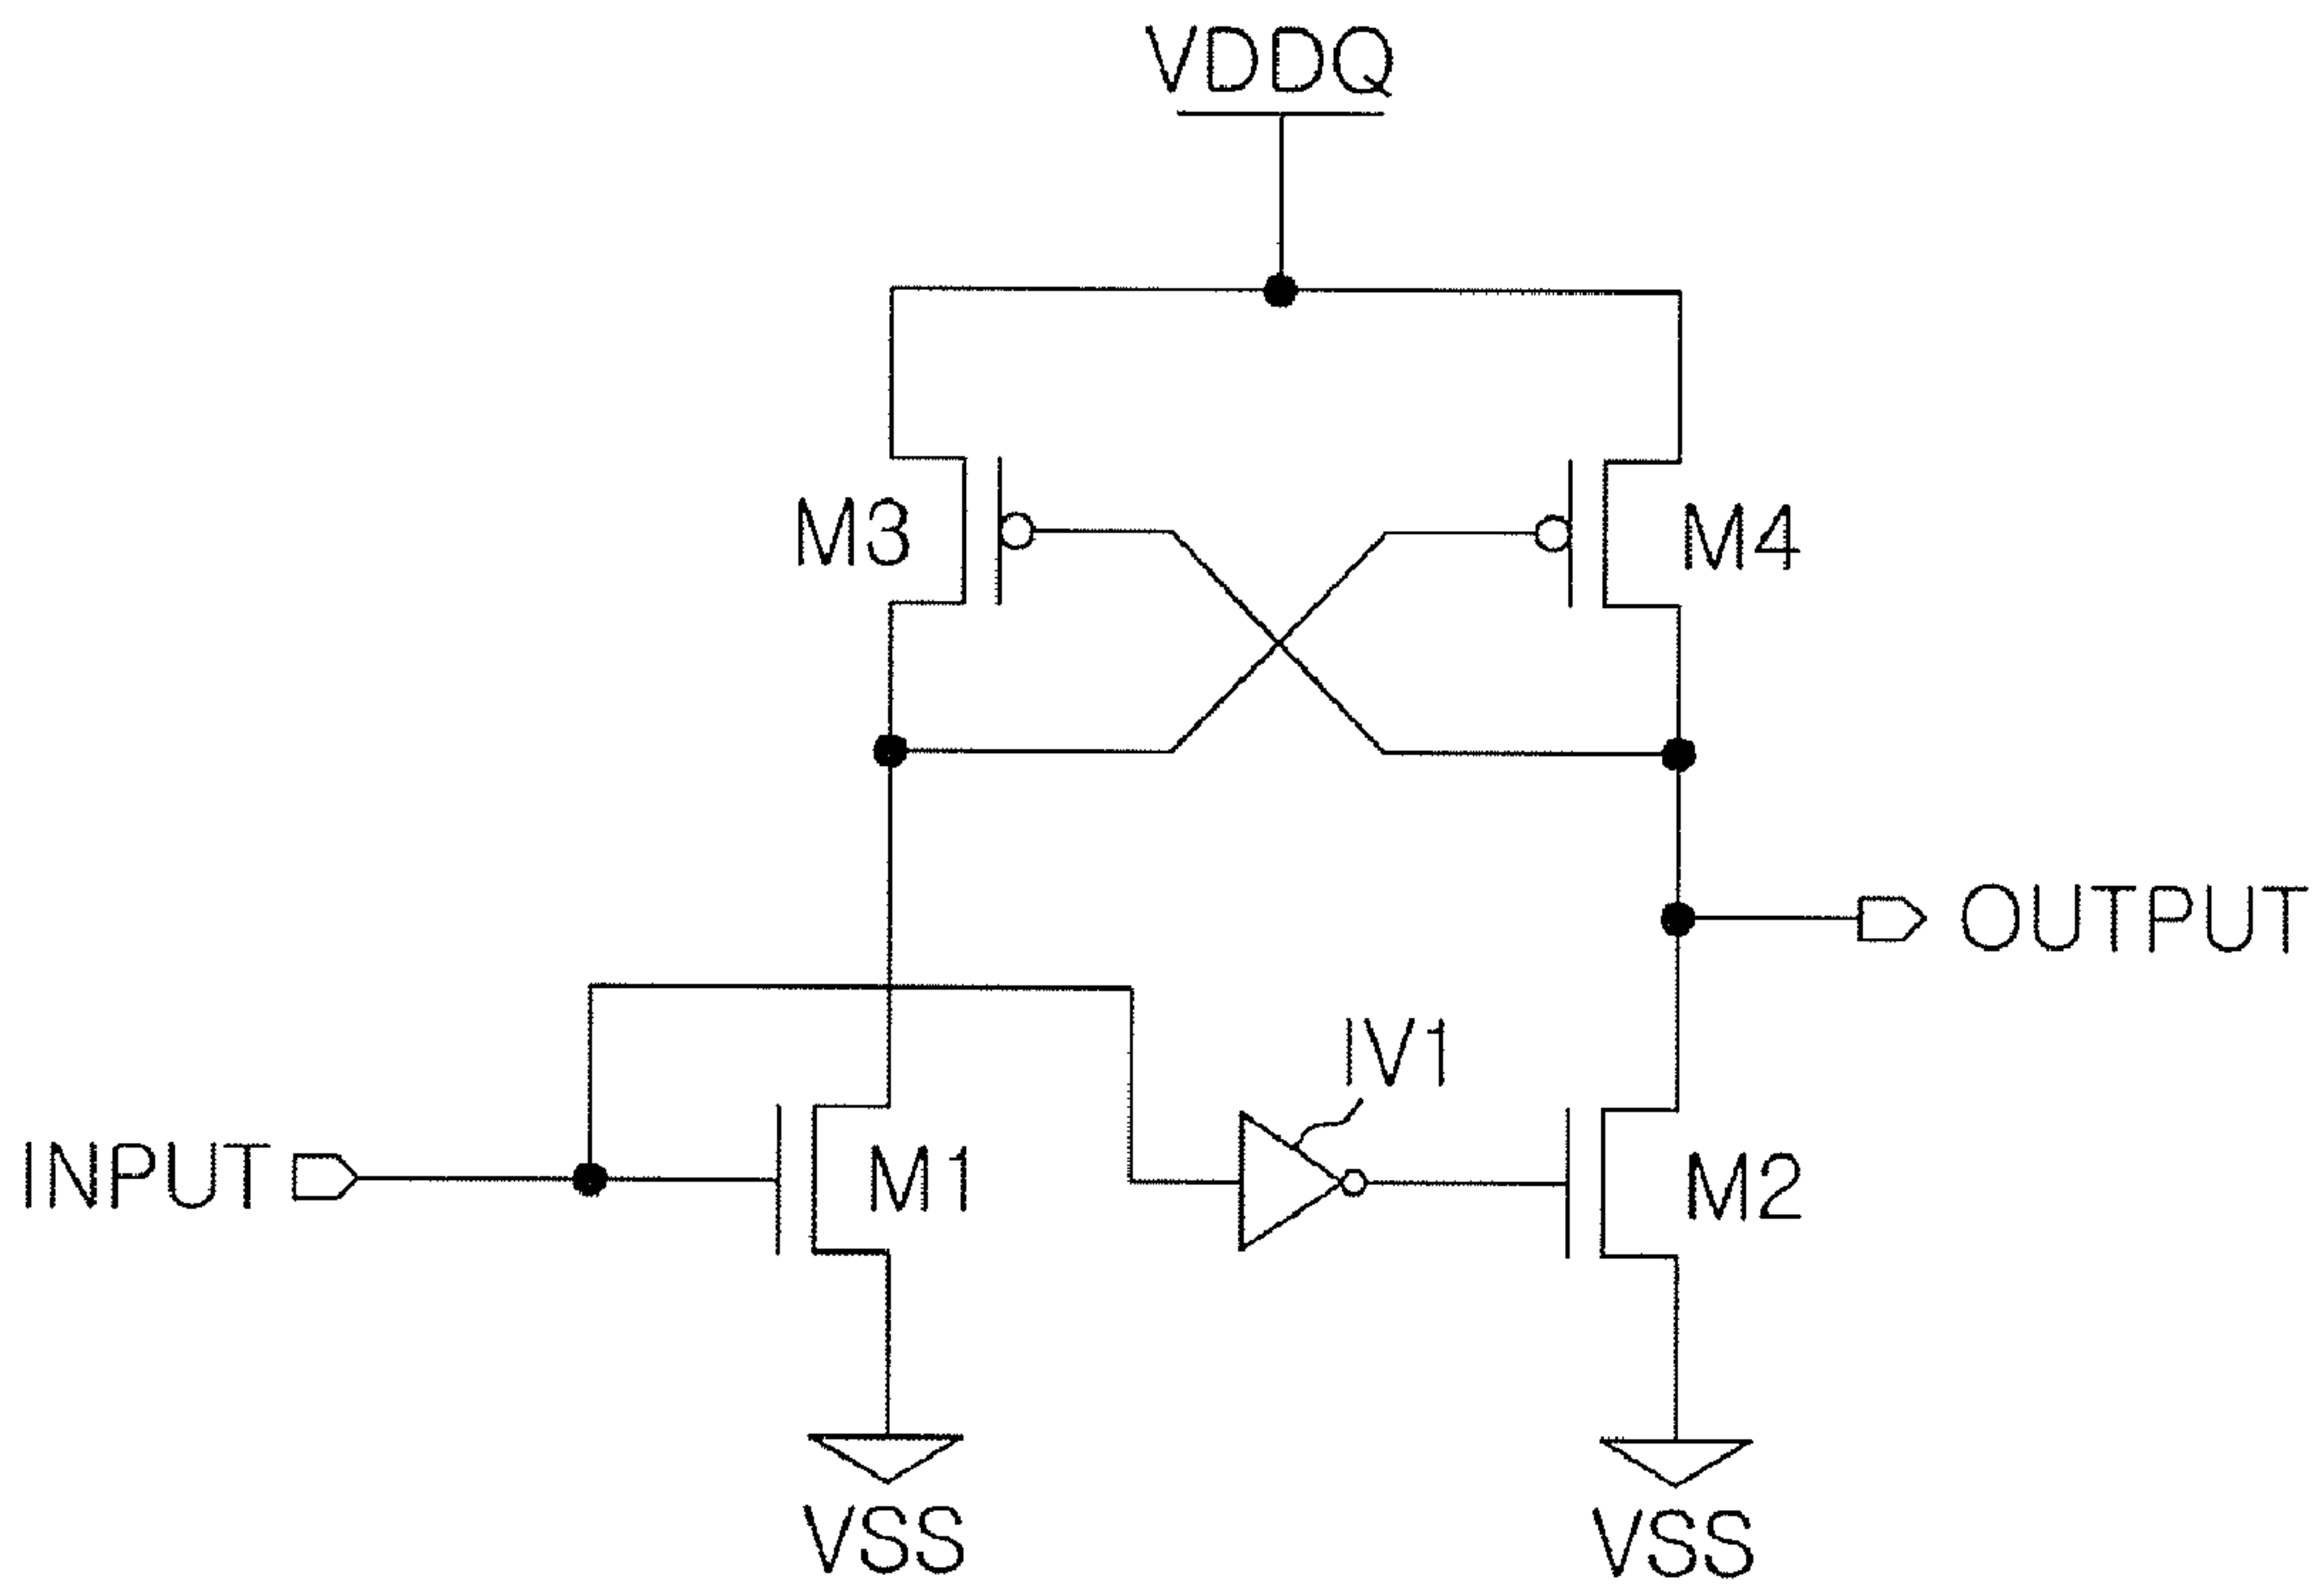 VDDQ
M3
M4
OUTPUT
IV1
INPUT
M1
M2
VSS
VSS